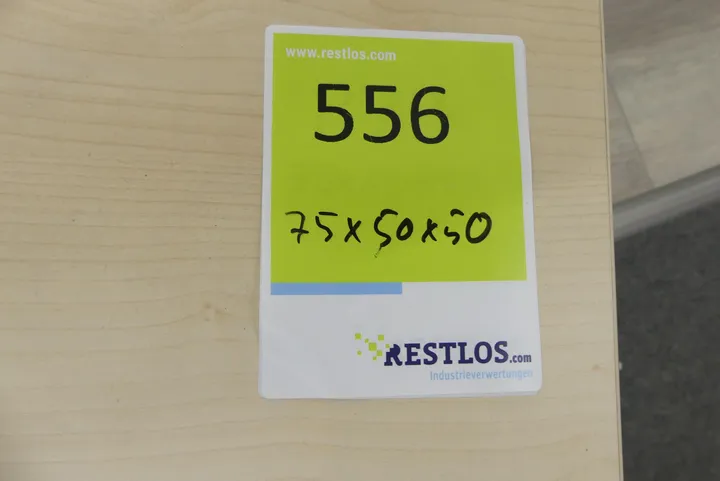 www.restlos.com
556
75x50x50
RESTLOS.com
Industrieverwertungen